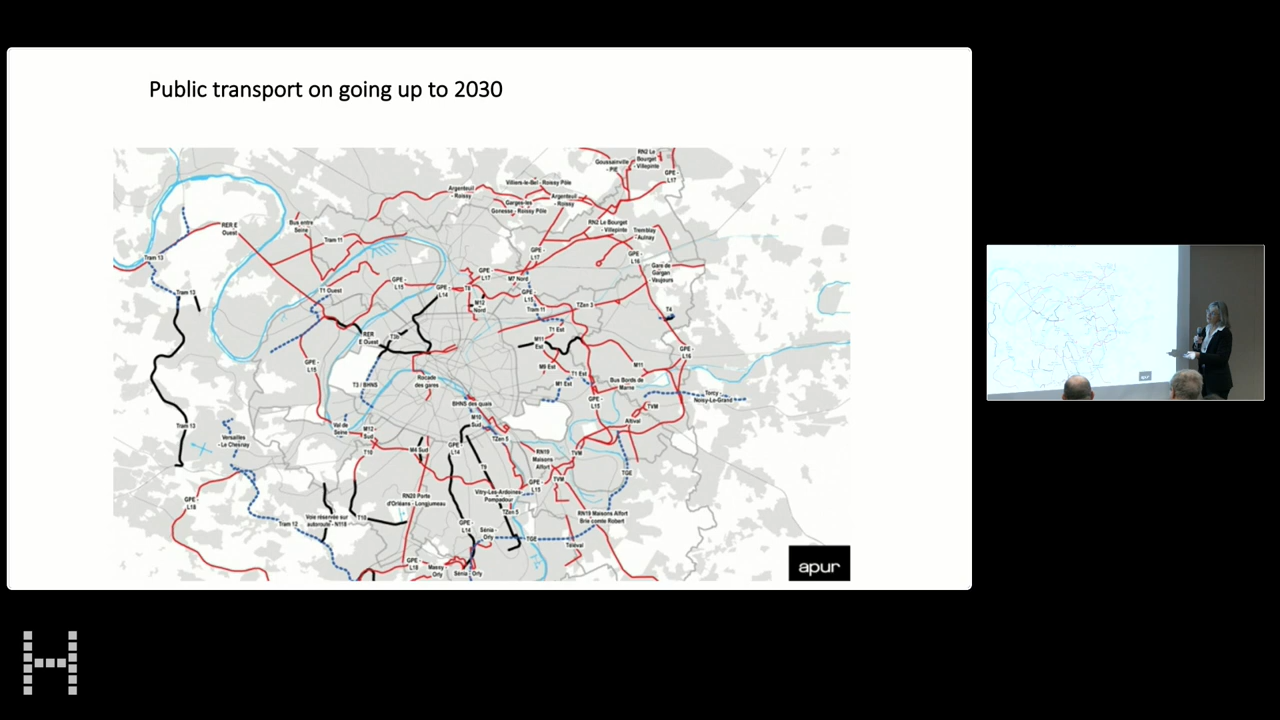 Public transport on going up to 2030
RN2 Le
Bourget
- Villepinte
Goussainville
- PIE
GPE -
L17
Villiers-le-Bel - Roissy Pôle
Argenteuil
- Roissy
Garges-les
Gonesse - Roissy Pôle
Argenteuil
- Roissy
RER E
Ouest
Bus entre
Seine
RN2 Le Bourget
- Villepinte
Tremblay
- Aulnay
Tram 11
GPE -
L17
GPE -
L16
Tram 13
Gare de
Gargan
- Vaujours
GPE -
L17
M7 Nord
GPE -
L15
GPE -
L14
T8
Tram 13
T1 Ouest
GPE -
L15
M12
Nord
Tram 11
TZen 3
T4
T1 Est
RER
E Ouest
T3b
M11
Est
GPE -
L16
GPE -
L15
M9 Est
M11
T1 Est
T3 / BHNS
Rocade
des gares
M1 Est
Bus Bords de
Marne
Torcy -
Noisy-Le-Grand
BHNS des quais
GPE -
L15
TVM
M10
Sud
Altival
Tram 13
Val de
Seine
M12 -
Sud
Versailles
- Le Chesnay
TZen 5
GPE -
L14
M4 Sud
T10
RN19
Maisons
Alfort
TVM
T9
TGE
TVM
GPE -
L15
GPE -
L18
Vitry-Les-Ardoines-
Pompadour
RN20 Porte
d'Orléans - Longjumeau
TZen 5
Voie réservée sur
autoroute - N118
T10
RN19 Maisons Alfort
Brie comte Robert
Tram 12
GPE -
L14
Sénia -
Orly
TGE
Téléval
GPE -
L18
Massy
Orly
Sénia - Orly
apur